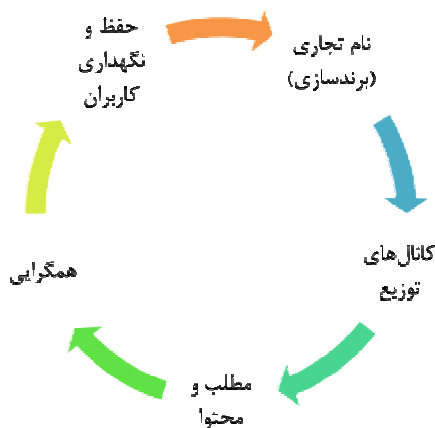 حفظ و
نگهداری
کاربران
نام تجاری
(برندسازی)
کانال‌های
توزیع
مطلب و
محتوا
همگرایی